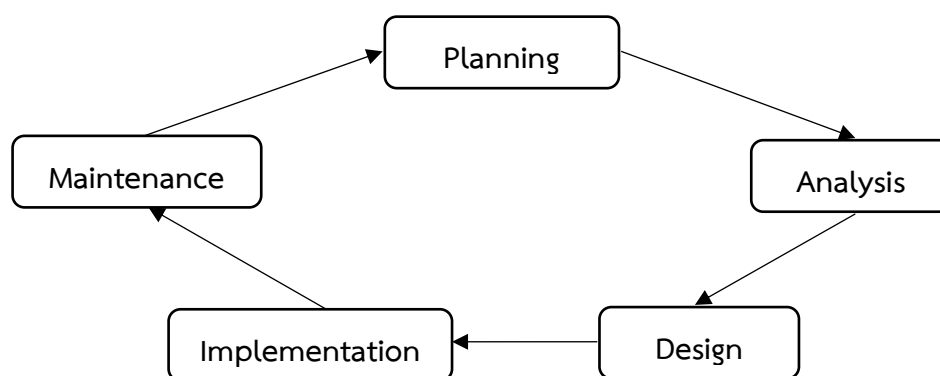 Planning
Analysis
Design
Implementation
Maintenance